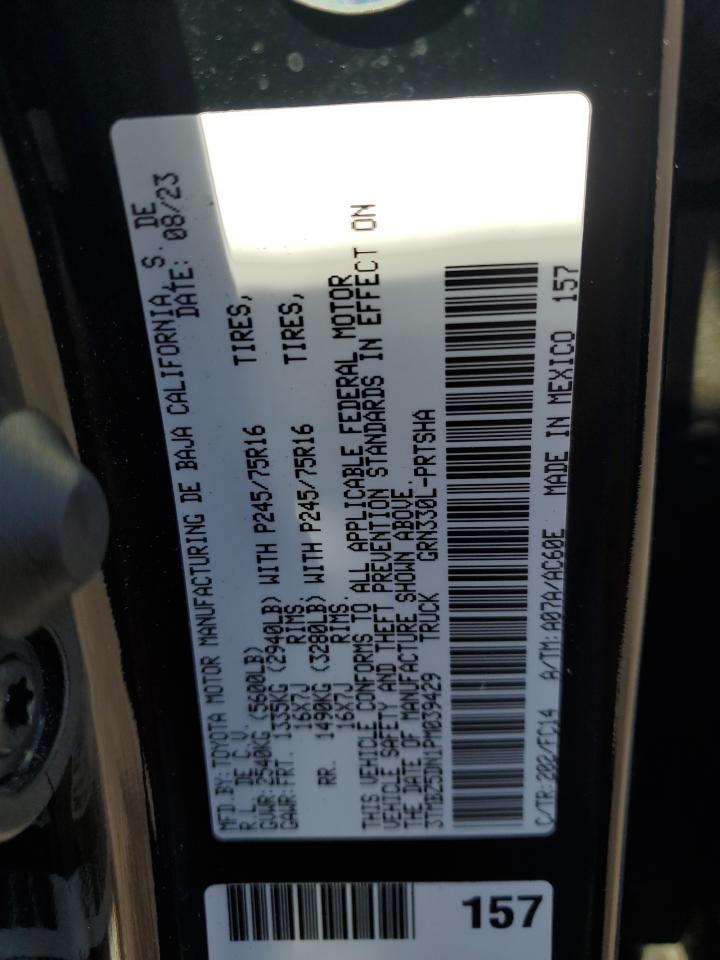 MFD. BY: TOYOTA MOTOR MANUFACTURING DE BAJA CALIFORNIA, S. DE
R.L. DE C.V. DATE: 08/23
GVWR: 2540KG (5600LB)
GAWR: FRT. 1335KG (2940LB) WITH P245/75R16 TIRES,
16X7J RIMS,
RR. 1490KG (3280LB) WITH P245/75R16 TIRES,
16X7J RIMS.
THIS VEHICLE CONFORMS TO ALL APPLICABLE FEDERAL MOTOR
VEHICLE SAFETY AND THEFT PREVENTION STANDARDS IN EFFECT ON
THE DATE OF MANUFACTURE SHOWN ABOVE.
3TMBZ5DN1PM039429 TRUCK GRN330L-PRTSHA
C/TR: 202/FC14 A/TM: A07A/AC60E MADE IN MEXICO 157
157